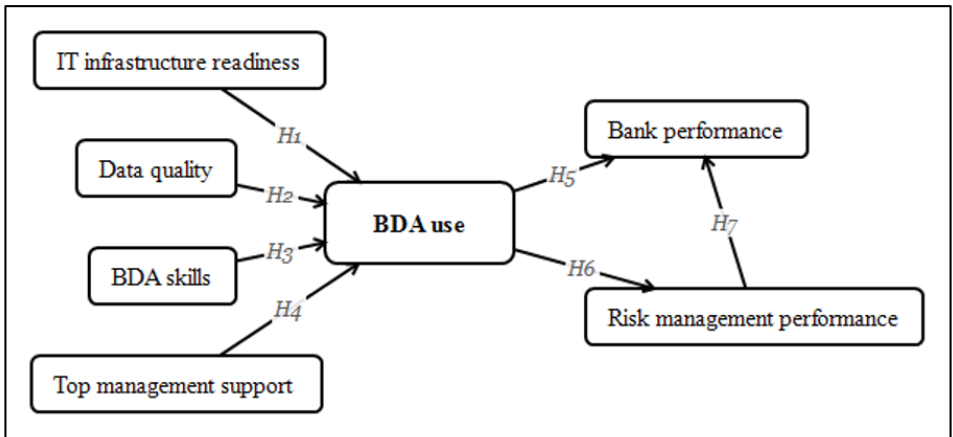 IT infrastructure readiness
H1
Data quality
H2
BDA skills
H3
Top management support
H4
BDA use
H5
Bank performance
H6
H7
Risk management performance